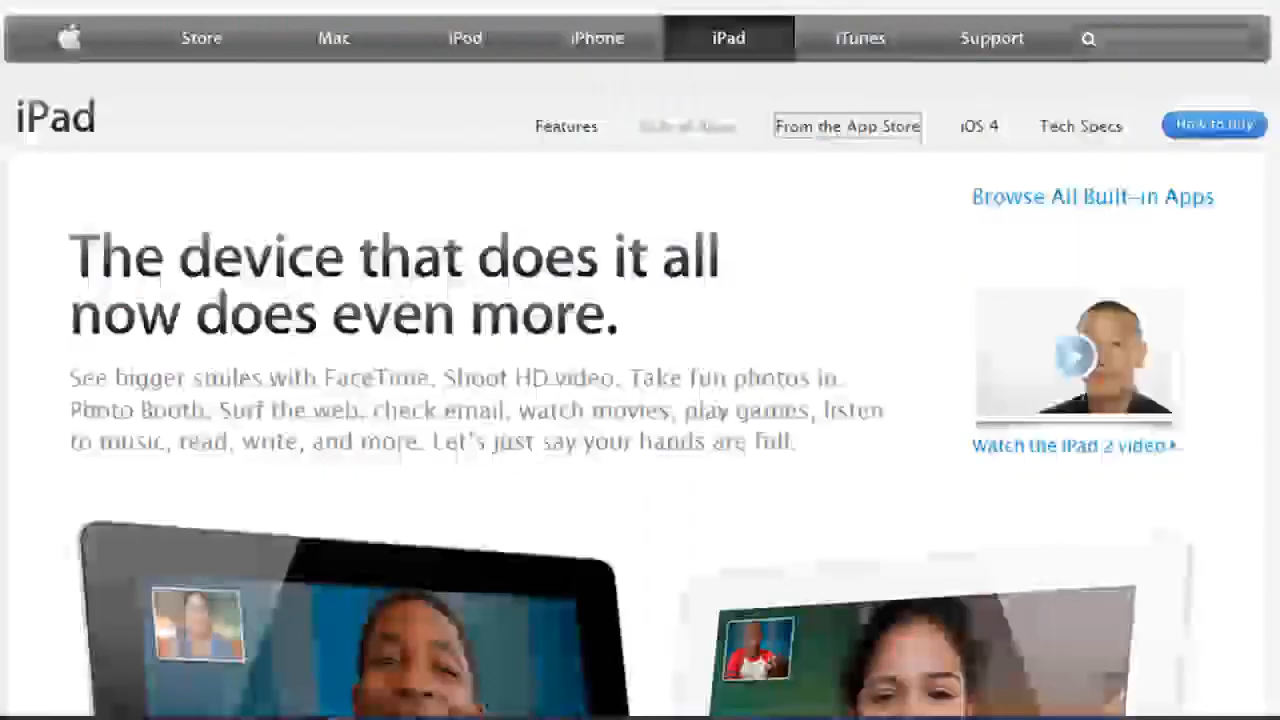 Store Mac iPod iPhone iPad iTunes Support
iPad
Features From the App Store iOS 4 Tech Specs How to Buy
Browse All Built-in Apps
The device that does it all
now does even more.
See bigger smiles with FaceTime. Shoot HD video. Take fun photos in
Photo Booth. Surf the web, check email, watch movies, play games, listen
to music, read, write, and more. Let's just say your hands are full.
Watch the iPad 2 video